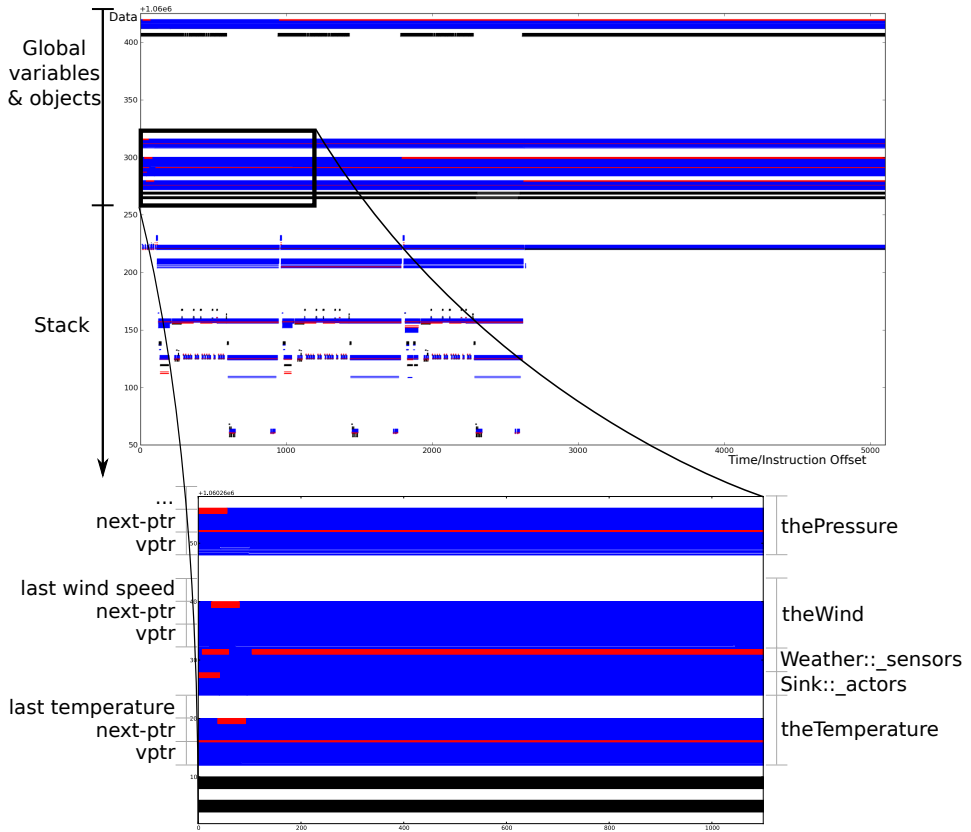 Data
+1.06e6
400
350
300
250
200
150
100
50
0
1000
2000
3000
4000
5000
Time/Instruction Offset
Global
variables
& objects
Stack
+1.06026e6
...
next-ptr
vptr
last wind speed
next-ptr
vptr
last temperature
next-ptr
vptr
50
40
30
20
10
0
200
400
600
800
1000
thePressure
theWind
Weather::_sensors
Sink::_actors
theTemperature